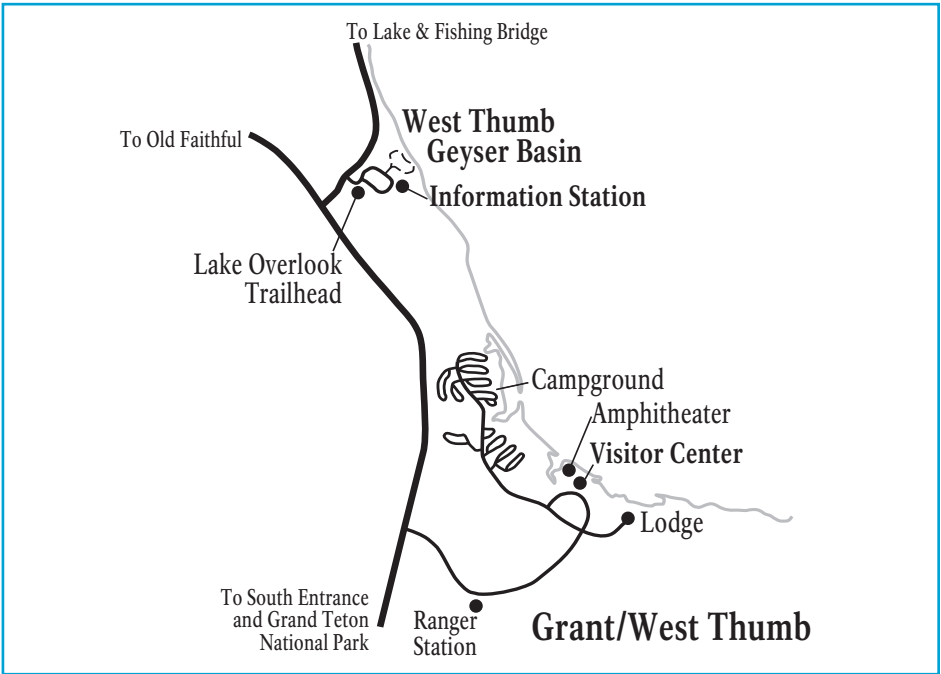 To Lake & Fishing Bridge
West Thumb
Geyser Basin
To Old Faithful
Information Station
Lake Overlook
Trailhead
Campground
Amphitheater
Visitor Center
Lodge
To South Entrance
and Grand Teton
National Park
Ranger
Station
Grant/West Thumb